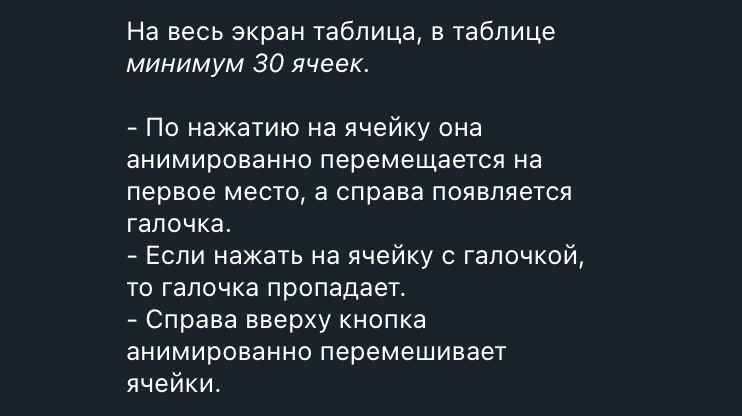 На весь экран таблица, в таблице
минимум 30 ячеек.
- По нажатию на ячейку она
анимированно перемещается на
первое место, а справа появляется
галочка.
- Если нажать на ячейку с галочкой,
то галочка пропадает.
- Справа вверху кнопка
анимированно перемешивает
ячейки.